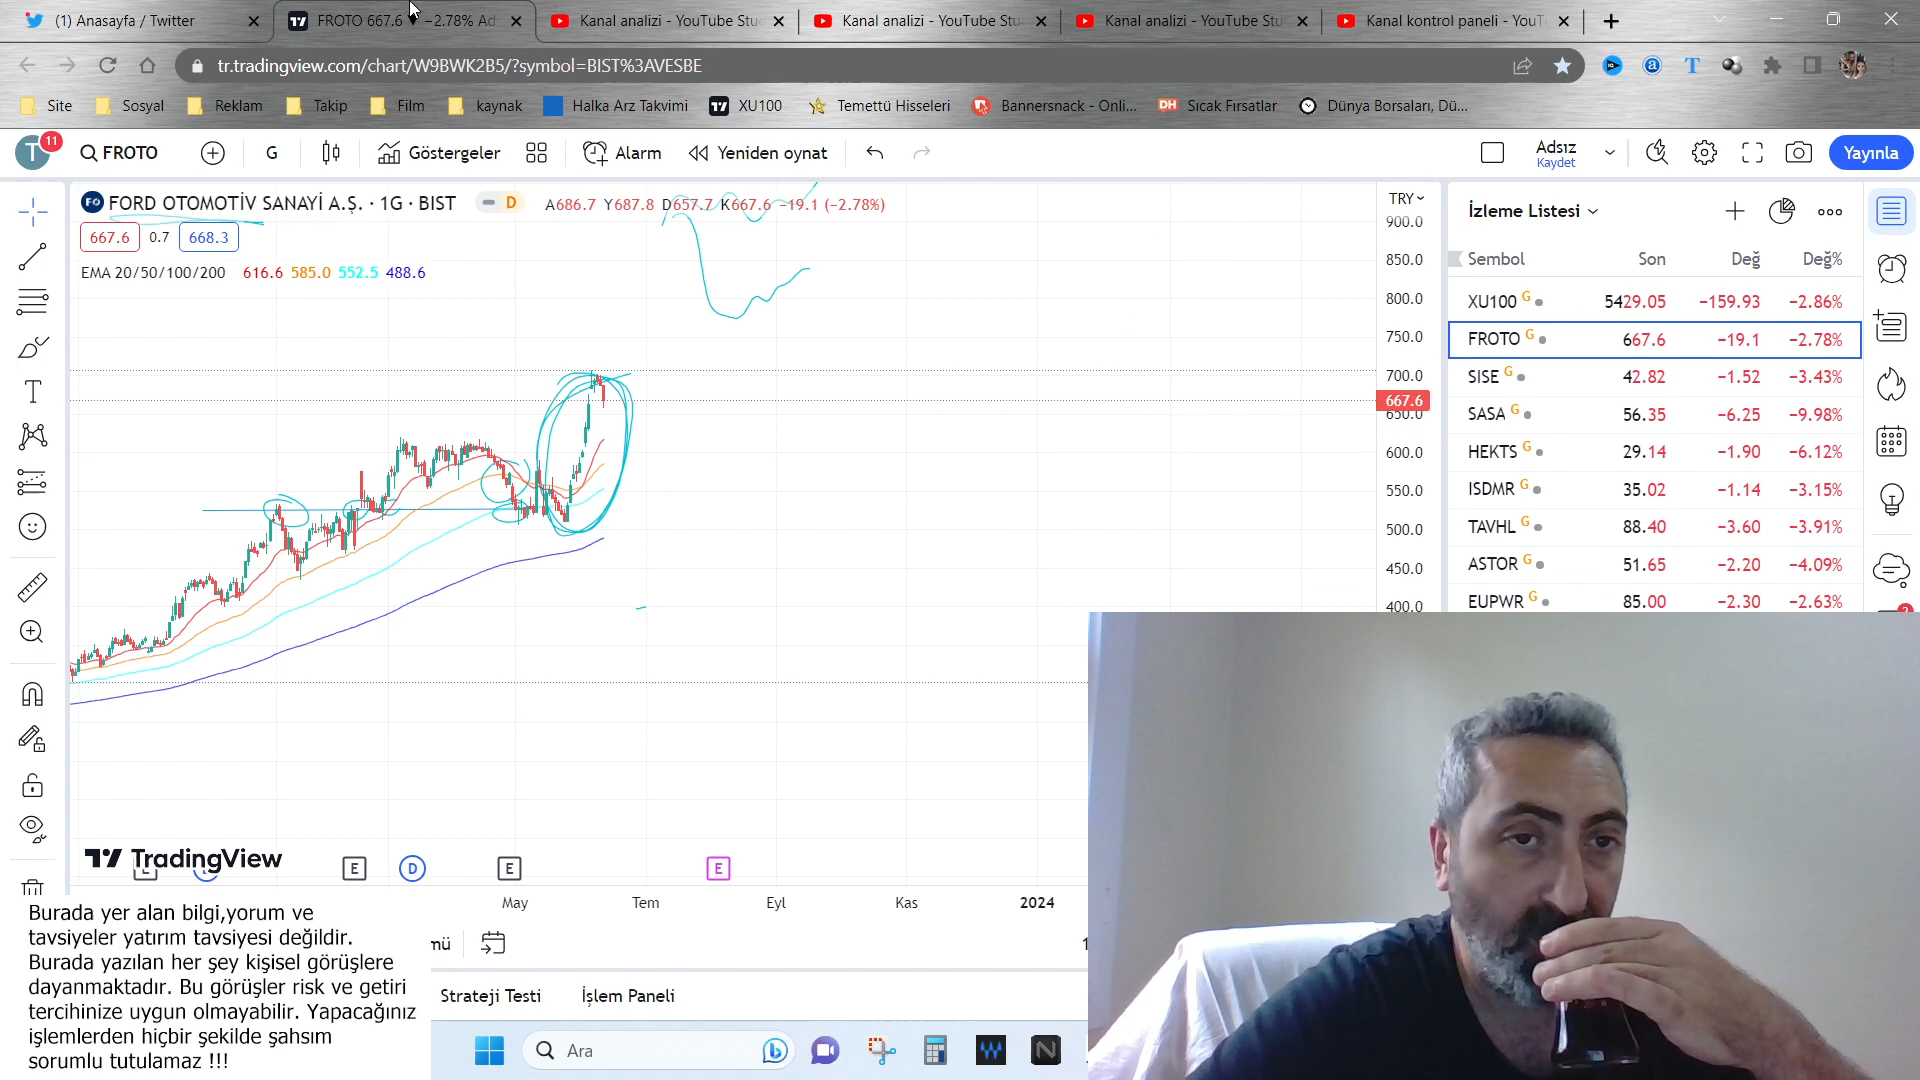 (1) Anasayfa / Twitter
FROTO 667.6 −2.78% Ad
Kanal analizi - YouTube Stu
Kanal analizi - YouTube Stu
Kanal analizi - YouTube Stu
Kanal kontrol paneli - YouT
tr.tradingview.com/chart/W9BWK2B5/?symbol=BIST%3AVESBE
Site
Sosyal
Reklam
Takip
Film
kaynak
Halka Arz Takvimi
XU100
Temettü Hisseleri
Bannersnack - Onli...
DH
Sıcak Fırsatlar
Dünya Borsaları, Dü...
T
11
FROTO
G
Göstergeler
Alarm
Yeniden oynat
Adsız
Kaydet
Yayınla
FORD OTOMOTİV SANAYİ A.Ş. · 1G · BIST
D
A686.7 Y687.8 D657.7 K667.6 −19.1 (−2.78%)
667.6
0.7
668.3
EMA 20/50/100/200 616.6 585.0 552.5 488.6
TRY
900.0
850.0
800.0
750.0
700.0
667.6
650.0
600.0
550.0
500.0
450.0
400.0
İzleme Listesi
Sembol Son Değ Değ%
XU100 G 5429.05 −159.93 −2.86%
FROTO G 667.6 −19.1 −2.78%
SISE G 42.82 −1.52 −3.43%
SASA G 56.35 −6.25 −9.98%
HEKTS G 29.14 −1.90 −6.12%
ISDMR G 35.02 −1.14 −3.15%
TAVHL G 88.40 −3.60 −3.91%
ASTOR G 51.65 −2.20 −4.09%
EUPWR G 85.00 −2.30 −2.63%
TradingView
E
D
E
E
May
Tem
Eyl
Kas
2024
Burada yer alan bilgi,yorum ve
tavsiyeler yatırım tavsiyesi değildir.
Burada yazılan her şey kişisel görüşlere
dayanmaktadır. Bu görüşler risk ve getiri
tercihinize uygun olmayabilir. Yapacağınız
işlemlerden hiçbir şekilde şahsım
sorumlu tutulamaz !!!
Strateji Testi
İşlem Paneli
Ara